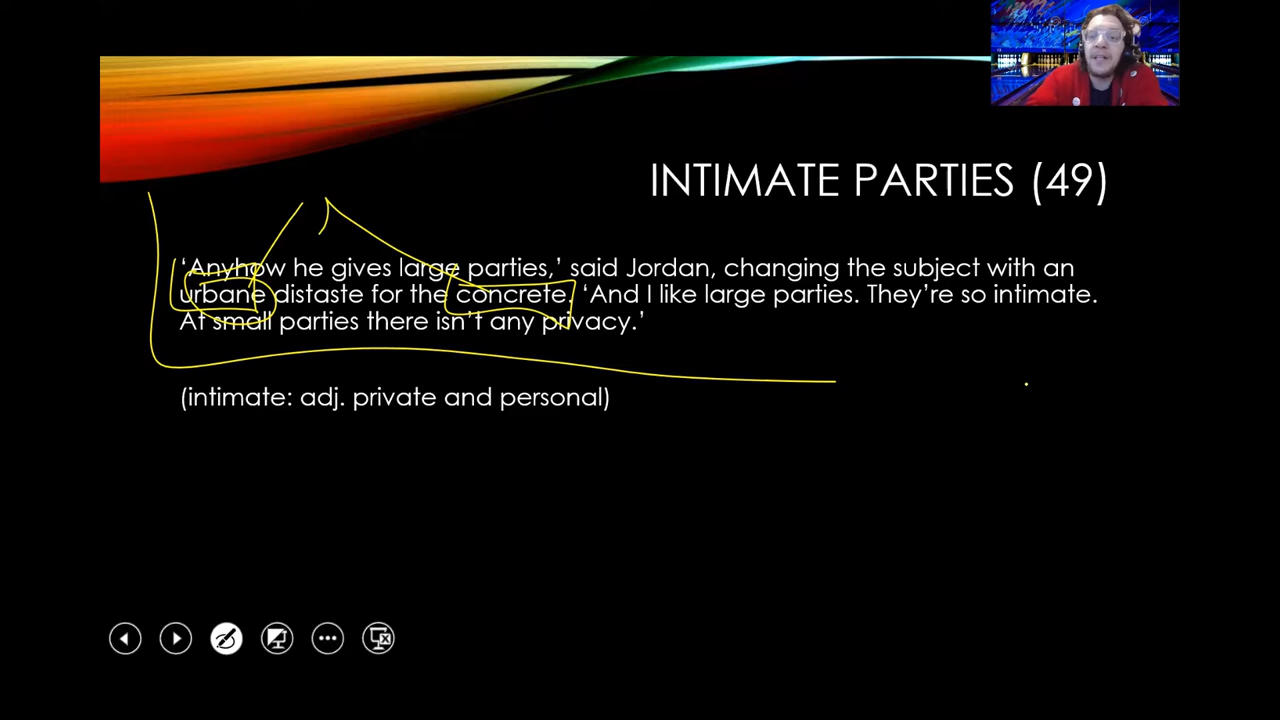 INTIMATE PARTIES (49)
‘Anyhow he gives large parties,’ said Jordan, changing the subject with an
urbane distaste for the concrete. ‘And I like large parties. They’re so intimate.
At small parties there isn’t any privacy.’
(intimate: adj. private and personal)